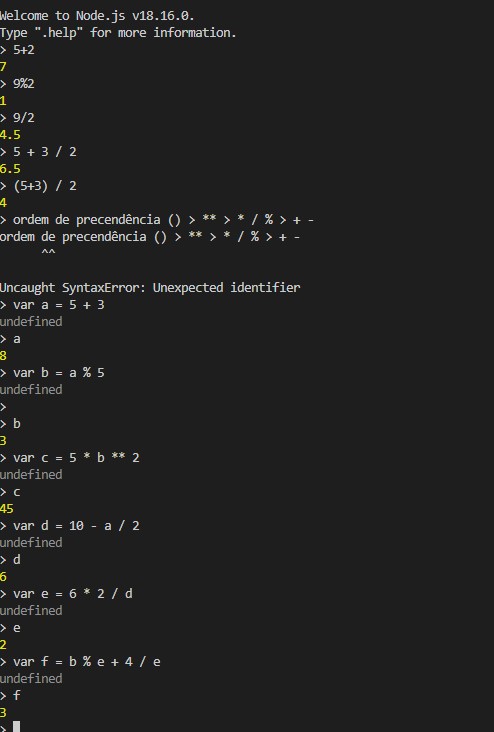 Welcome to Node.js v18.16.0.
Type ".help" for more information.
> 5+2
7
> 9%2
1
> 9/2
4.5
> 5 + 3 / 2
6.5
> (5+3) / 2
4
> ordem de precendência () > ** > * / % > + -
ordem de precendência () > ** > * / % > + -
^^
Uncaught SyntaxError: Unexpected identifier
> var a = 5 + 3
undefined
> a
8
> var b = a % 5
undefined
>
> b
3
> var c = 5 * b ** 2
undefined
> c
45
> var d = 10 - a / 2
undefined
> d
6
> var e = 6 * 2 / d
undefined
> e
2
> var f = b % e + 4 / e
undefined
> f
3
>